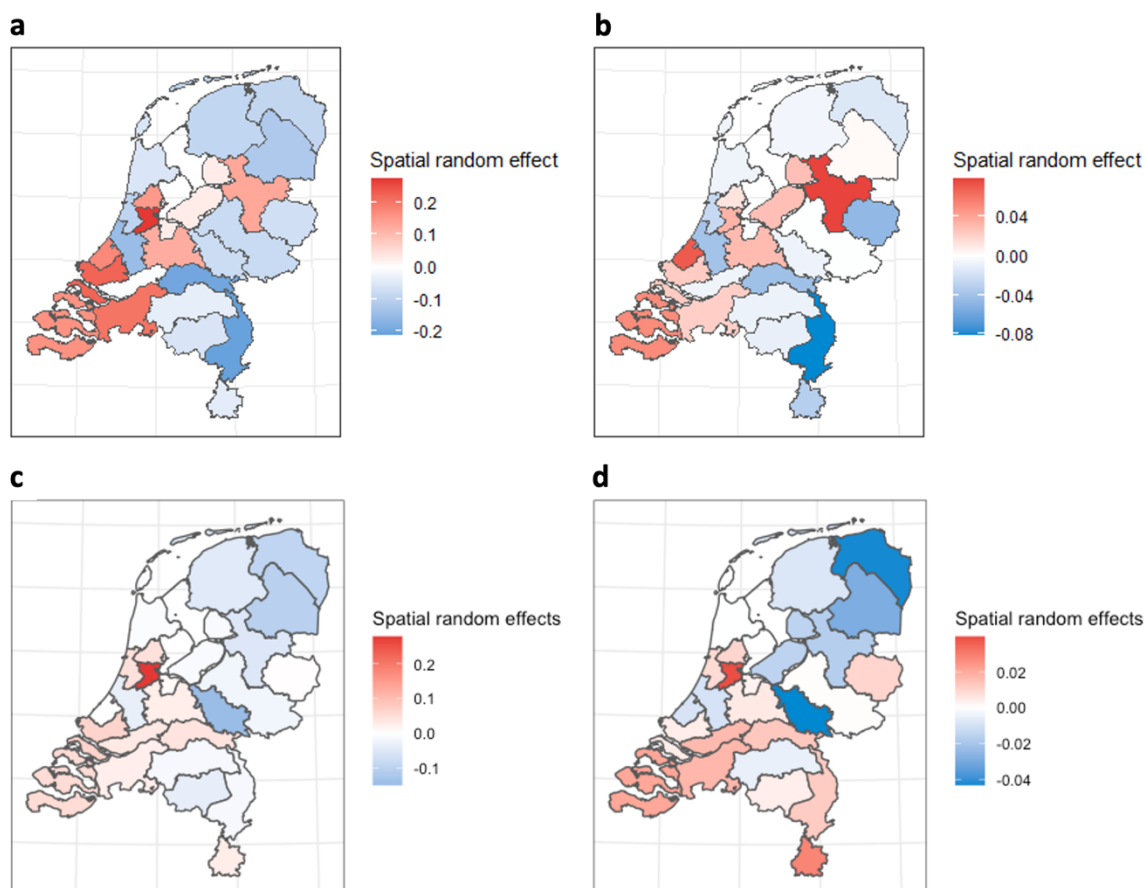 a
Spatial random effect
0.2
0.1
0.0
-0.1
-0.2
b
Spatial random effect
0.04
0.00
-0.04
-0.08
c
Spatial random effects
0.2
0.1
0.0
-0.1
d
Spatial random effects
0.02
0.00
-0.02
-0.04